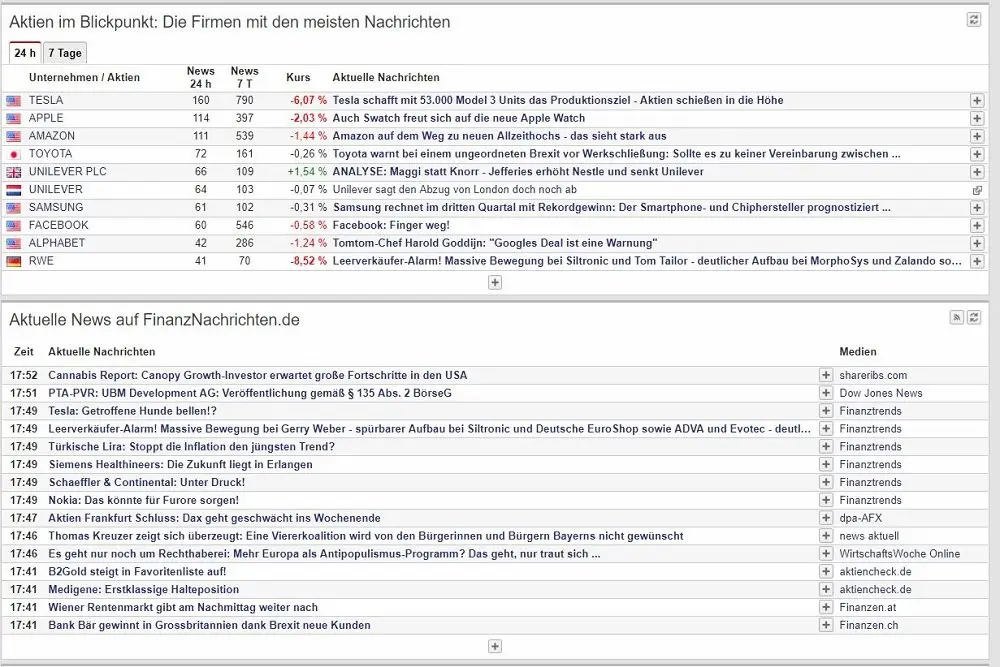 Aktien im Blickpunkt: Die Firmen mit den meisten Nachrichten
24 h 7 Tage
Unternehmen / Aktien News 24 h News 7 T Kurs Aktuelle Nachrichten
TESLA 160 790 -6,07 % Tesla schafft mit 53.000 Model 3 Units das Produktionsziel - Aktien schießen in die Höhe
APPLE 114 397 -2,03 % Auch Swatch freut sich auf die neue Apple Watch
AMAZON 111 539 -1,44 % Amazon auf dem Weg zu neuen Allzeithochs - das sieht stark aus
TOYOTA 72 161 -0,26 % Toyota warnt bei einem ungeordneten Brexit vor Werkschließung: Sollte es zu keiner Vereinbarung zwischen ...
UNILEVER PLC 66 109 +1,54 % ANALYSE: Maggi statt Knorr - Jefferies erhöht Nestle und senkt Unilever
UNILEVER 64 103 -0,07 % Unilever sagt den Abzug von London doch noch ab
SAMSUNG 61 102 -0,31 % Samsung rechnet im dritten Quartal mit Rekordgewinn: Der Smartphone- und Chiphersteller prognostiziert ...
FACEBOOK 60 546 -0,58 % Facebook: Finger weg!
ALPHABET 42 286 -1,24 % Tomtom-Chef Harold Goddijn: "Googles Deal ist eine Warnung"
RWE 41 70 -8,52 % Leerverkäufer-Alarm! Massive Bewegung bei Siltronic und Tom Tailor - deutlicher Aufbau bei MorphoSys und Zalando so...
Aktuelle News auf FinanzNachrichten.de
Zeit Aktuelle Nachrichten Medien
17:52 Cannabis Report: Canopy Growth-Investor erwartet große Fortschritte in den USA shareribs.com
17:51 PTA-PVR: UBM Development AG: Veröffentlichung gemäß § 135 Abs. 2 BörseG Dow Jones News
17:49 Tesla: Getroffene Hunde bellen!? Finanztrends
17:49 Leerverkäufer-Alarm! Massive Bewegung bei Gerry Weber - spürbarer Aufbau bei Siltronic und Deutsche EuroShop sowie ADVA und Evotec - deutl... Finanztrends
17:49 Türkische Lira: Stoppt die Inflation den jüngsten Trend? Finanztrends
17:49 Siemens Healthineers: Die Zukunft liegt in Erlangen Finanztrends
17:49 Schaeffler & Continental: Unter Druck! Finanztrends
17:49 Nokia: Das könnte für Furore sorgen! Finanztrends
17:47 Aktien Frankfurt Schluss: Dax geht geschwächt ins Wochenende dpa-AFX
17:46 Thomas Kreuzer zeigt sich überzeugt: Eine Viererkoalition wird von den Bürgerinnen und Bürgern Bayerns nicht gewünscht news aktuell
17:46 Es geht nur noch um Rechthaberei: Mehr Europa als Antipopulismus-Programm? Das geht, nur traut sich ... WirtschaftsWoche Online
17:41 B2Gold steigt in Favoritenliste auf! aktiencheck.de
17:41 Medigene: Erstklassige Halteposition aktiencheck.de
17:41 Wiener Rentenmarkt gibt am Nachmittag weiter nach Finanzen.at
17:41 Bank Bär gewinnt in Grossbritannien dank Brexit neue Kunden Finanzen.ch